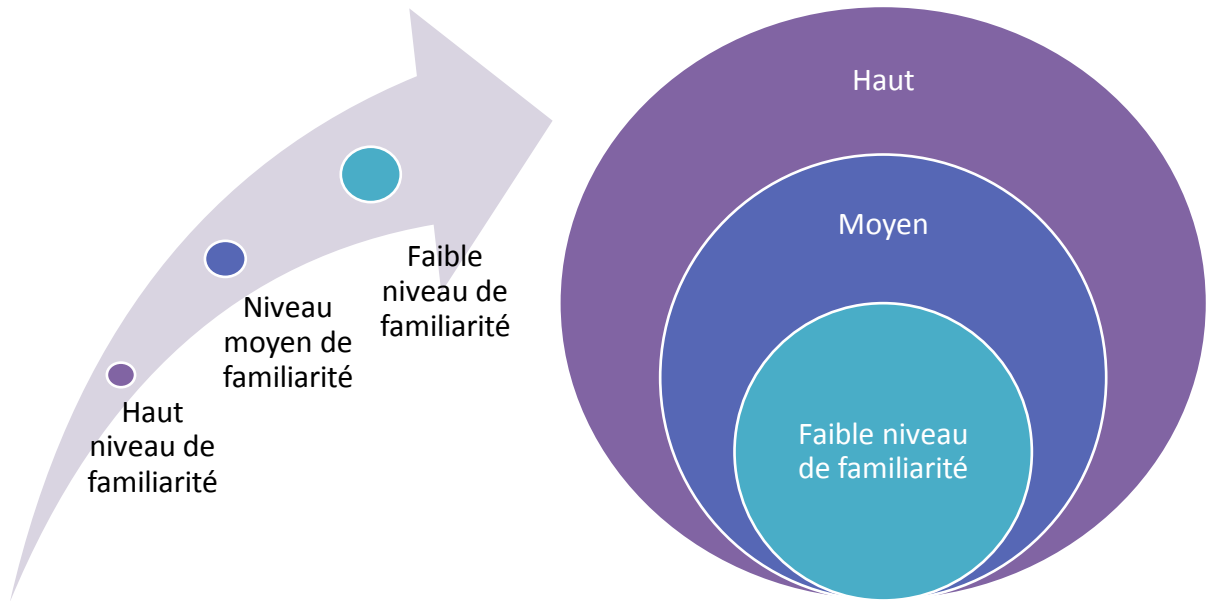 Haut
niveau de
familiarité
Niveau
moyen de
familiarité
Faible
niveau de
familiarité
Haut
Moyen
Faible niveau
de familiarité